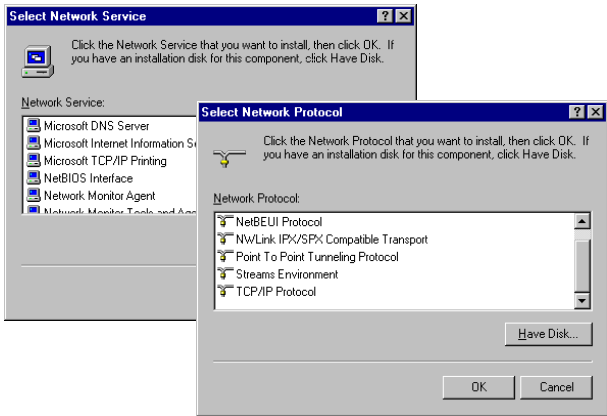 Select Network Service
Click the Network Service that you want to install, then click OK. If
you have an installation disk for this component, click Have Disk.
Network Service:
Microsoft DNS Server
Microsoft Internet Information
Microsoft TCP/IP Printing
NetBIOS Interface
Network Monitor Agent
Network Monitor Tools and
Select Network Protocol
Click the Network Protocol that you want to install, then click OK. If
you have an installation disk for this component, click Have Disk.
Network Protocol:
NetBEUI Protocol
NWLink IPX/SPX Compatible Transport
Point To Point Tunneling Protocol
Streams Environment
TCP/IP Protocol
Have Disk...
OK Cancel